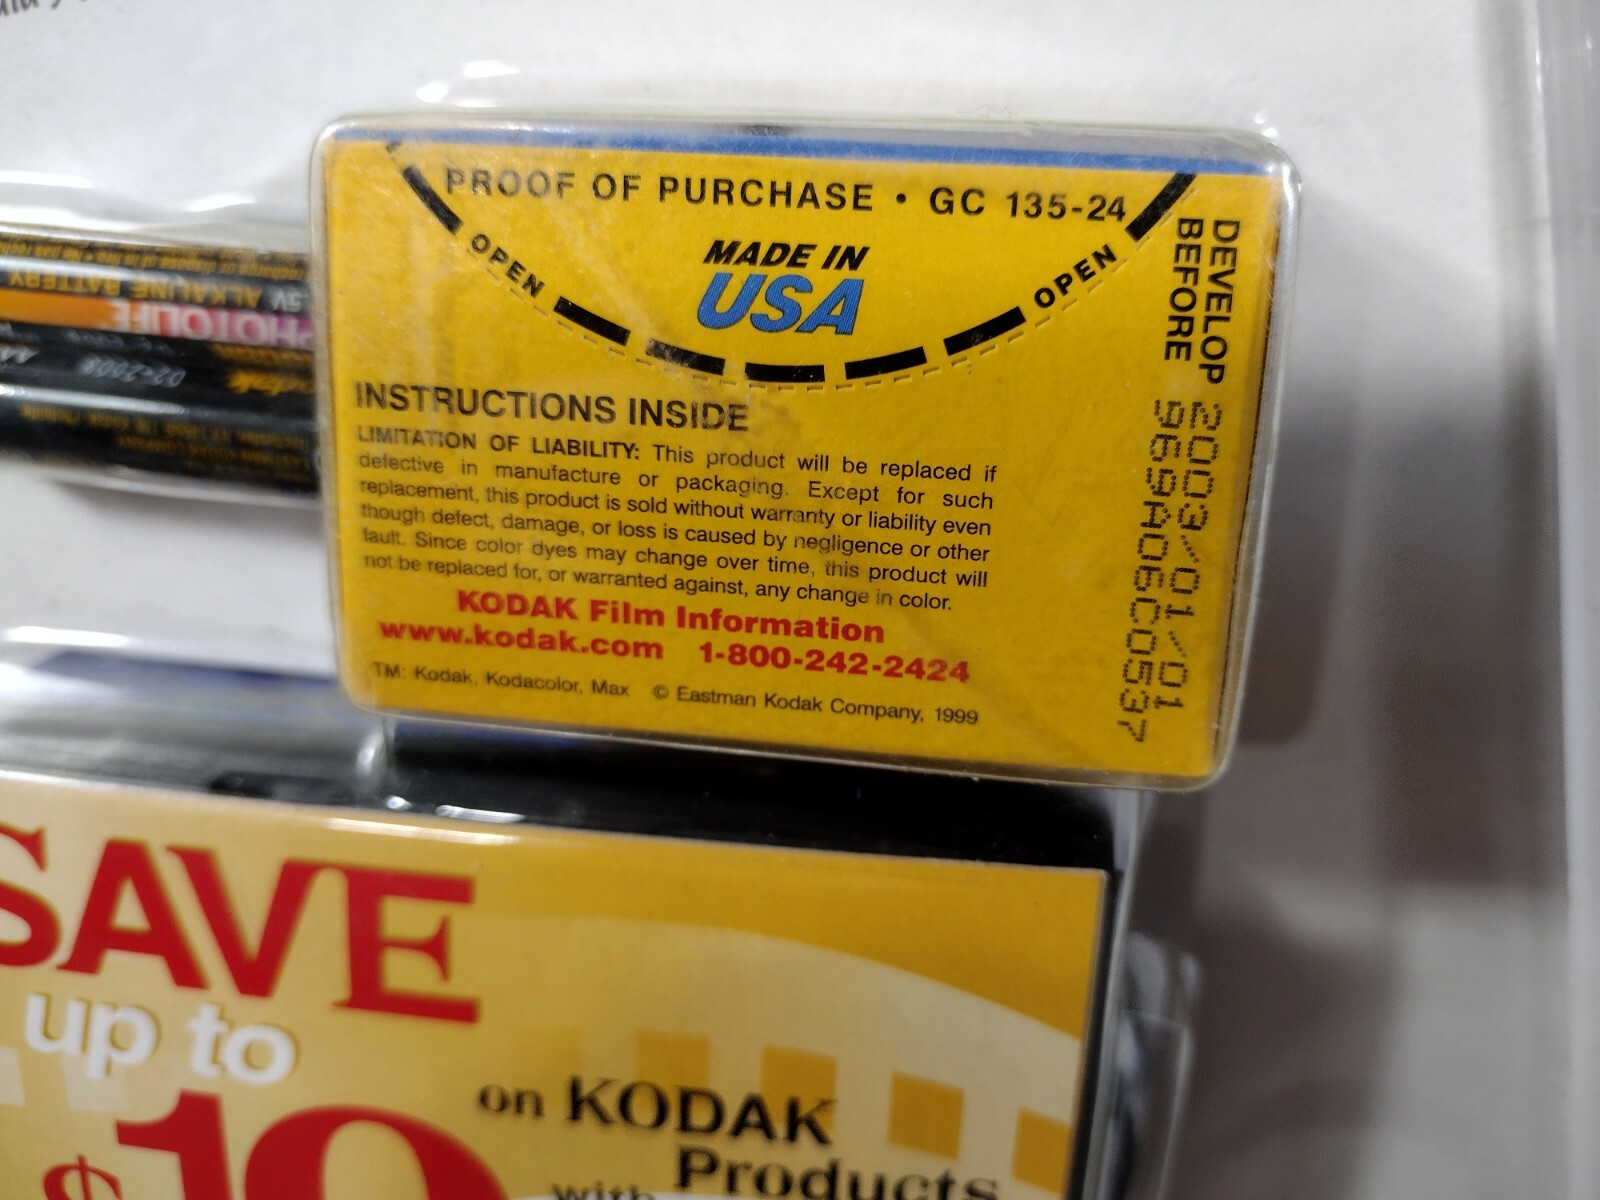 PROOF OF PURCHASE • GC 135-24
OPEN
OPEN
MADE IN
USA
DEVELOP
BEFORE
2003/01/01
INSTRUCTIONS INSIDE
LIMITATION OF LIABILITY: This product will be replaced if
defective in manufacture or packaging. Except for such
replacement, this product is sold without warranty or liability even
though defect, damage, or loss is caused by negligence or other
fault. Since color dyes may change over time, this product will
not be replaced for, or warranted against, any change in color.
KODAK Film Information
www.kodak.com 1-800-242-2424
TM: Kodak, Kodacolor, Max © Eastman Kodak Company, 1999
ALKALINE BATTERY
PHOTOLIFE
02-2008
SAVE
up to
$10
on KODAK
Products
with